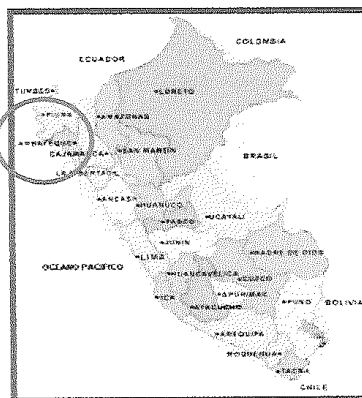 COLOMBIA
ECUADOR
TUMBES
LORETO
PIURA
AMAZONAS
LAMBAYEQUE
CAJAMARCA
SAN MARTIN
LA LIBERTAD
BRASIL
ANCASH
HUANUCO
PASCO
UCAYALI
JUNIN
OCEANO PACIFICO
LIMA
MADRE DE DIOS
HUANCAVELICA
CUSCO
ICA
APURIMAC
PUNO
BOLIVIA
AYACUCHO
AREQUIPA
MOQUEGUA
TACNA
CHILE